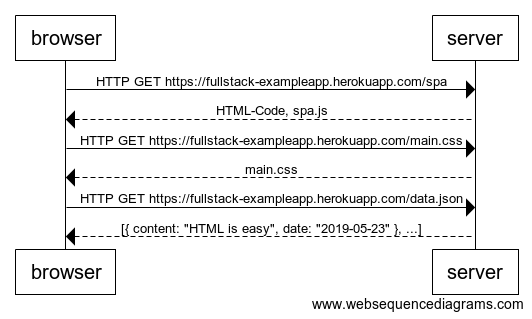 browser server
HTTP GET https://fullstack-exampleapp.herokuapp.com/spa
HTML-Code, spa.js
HTTP GET https://fullstack-exampleapp.herokuapp.com/main.css
main.css
HTTP GET https://fullstack-exampleapp.herokuapp.com/data.json
[{ content: "HTML is easy", date: "2019-05-23" }, ...]
browser server
www.websequencediagrams.com